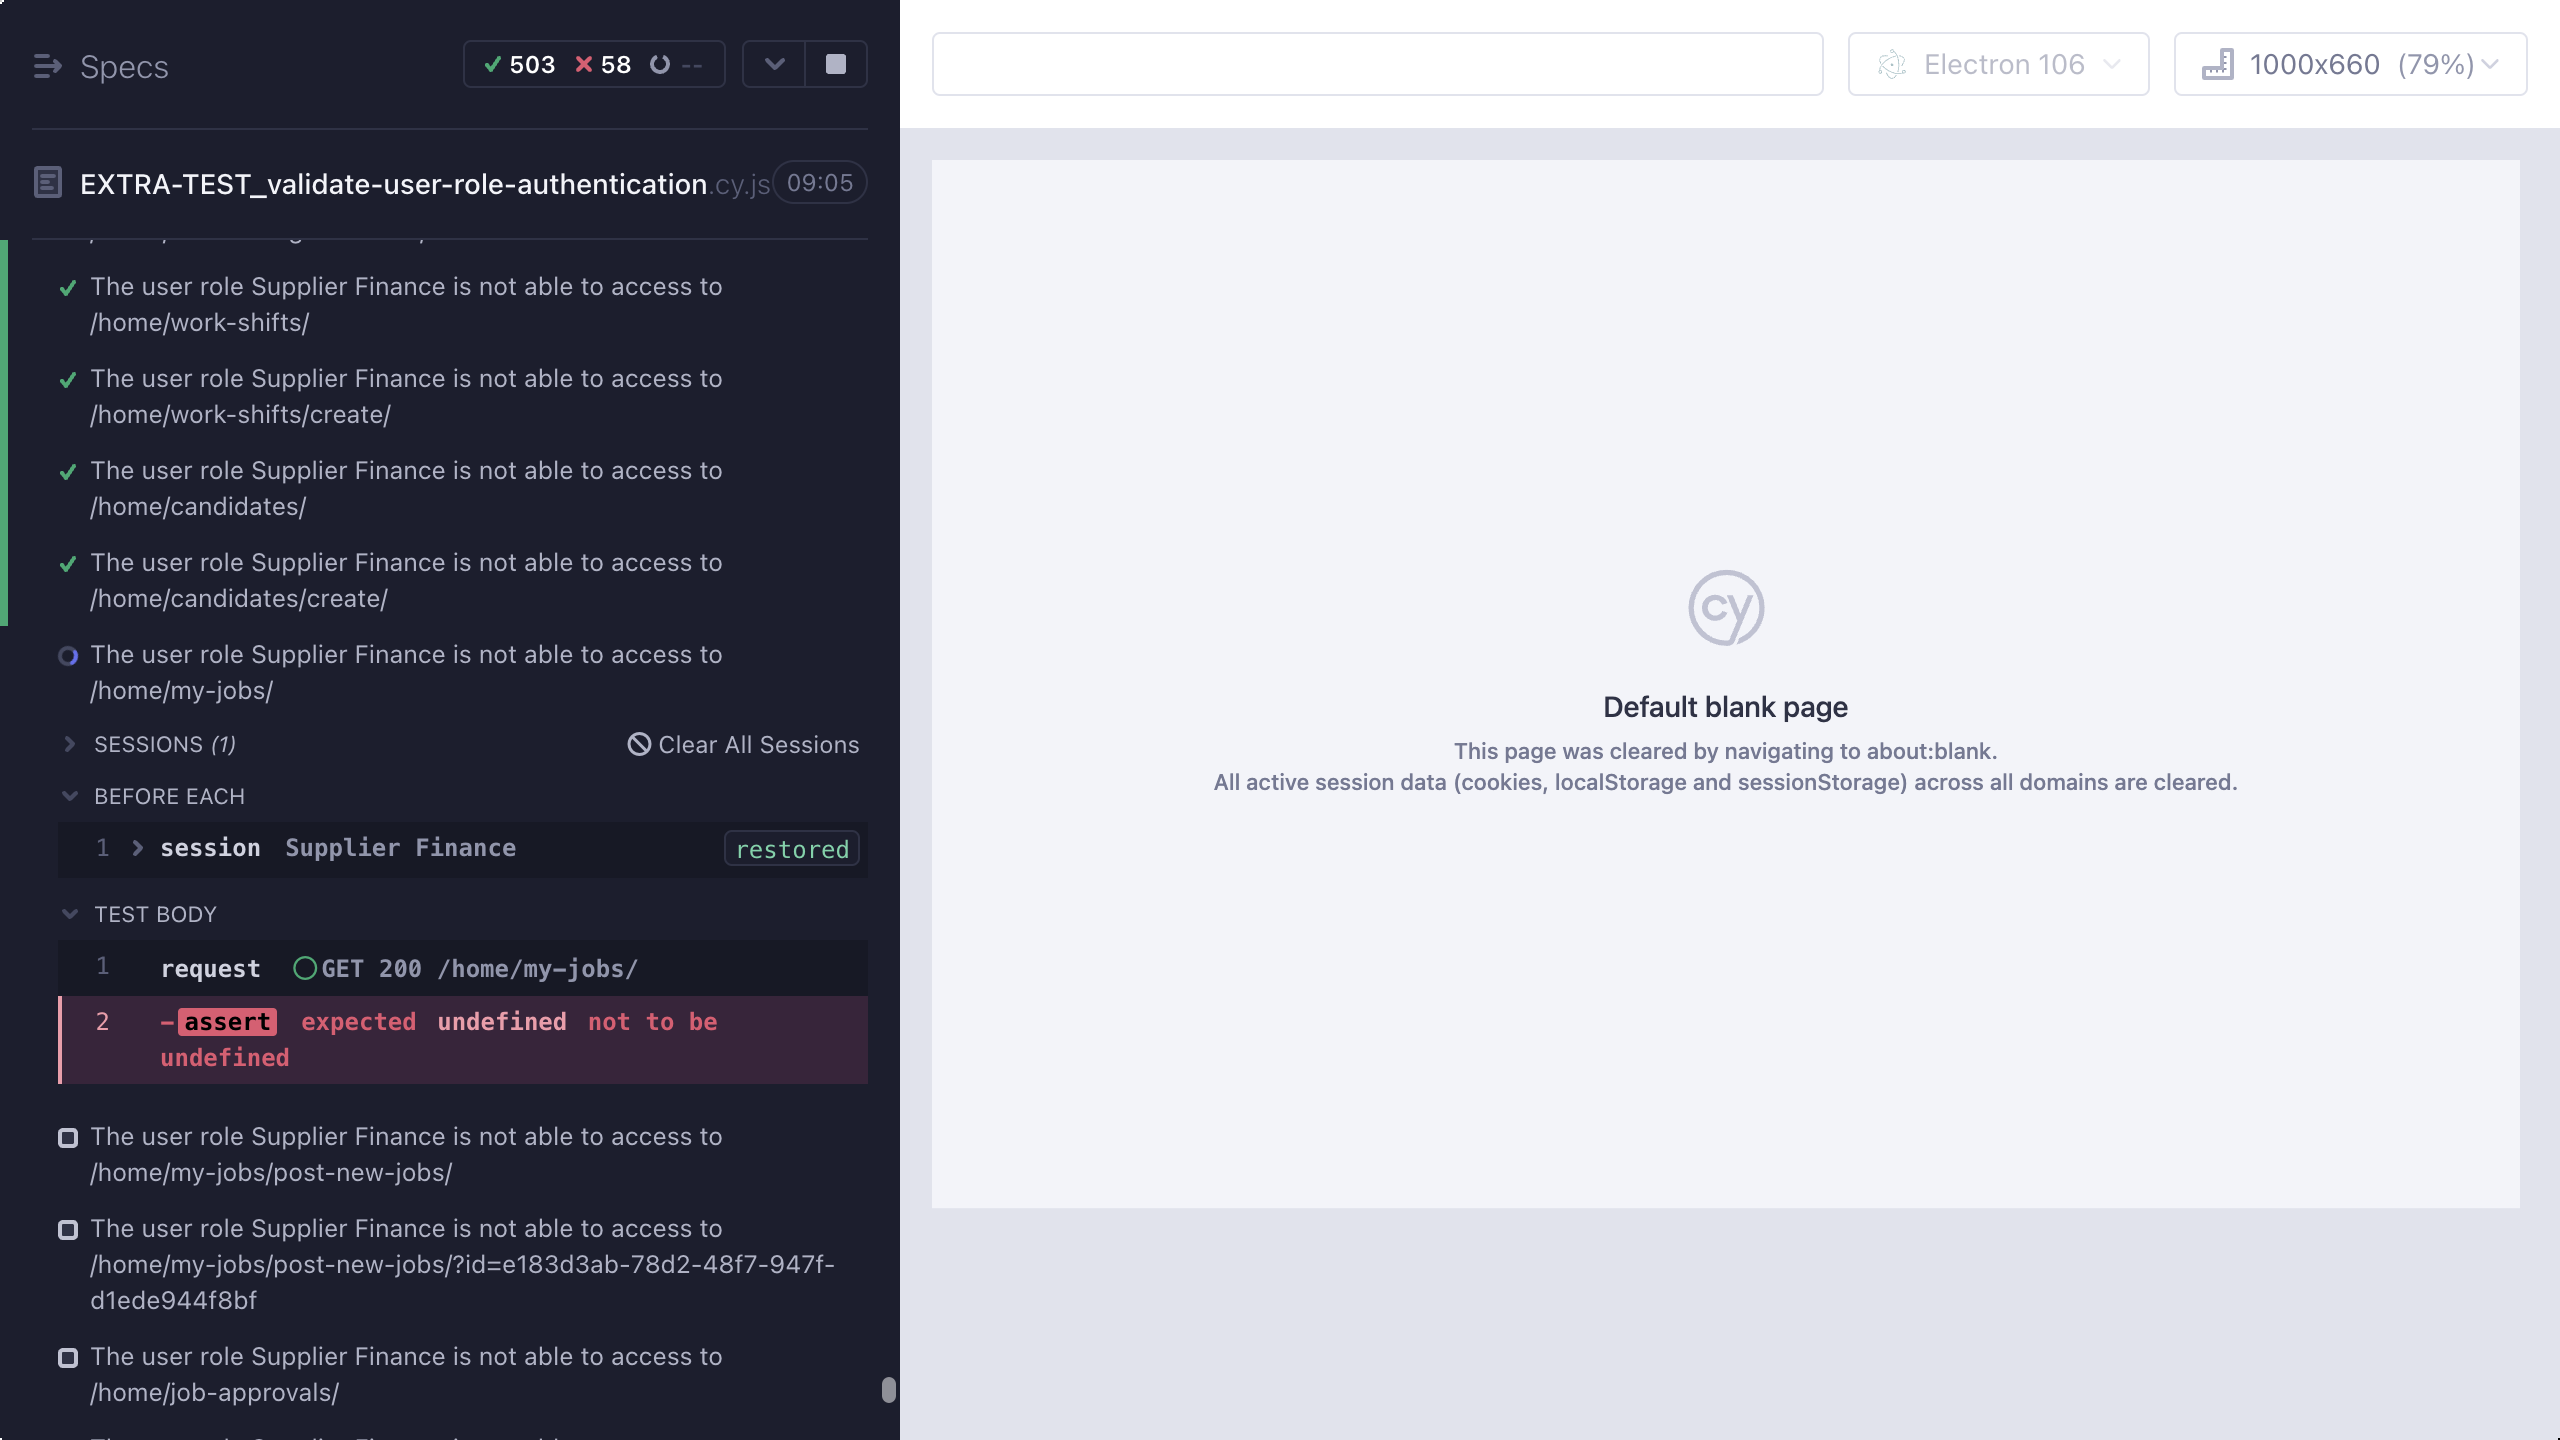 Specs
503 58 --
EXTRA-TEST_validate-user-role-authentication.cy.js 09:05
The user role Supplier Finance is not able to access to
/home/work-shifts/
The user role Supplier Finance is not able to access to
/home/work-shifts/create/
The user role Supplier Finance is not able to access to
/home/candidates/
The user role Supplier Finance is not able to access to
/home/candidates/create/
The user role Supplier Finance is not able to access to
/home/my-jobs/
SESSIONS (1) Clear All Sessions
BEFORE EACH
1 session Supplier Finance restored
TEST BODY
1 request GET 200 /home/my-jobs/
2 -assert expected undefined not to be
undefined
The user role Supplier Finance is not able to access to
/home/my-jobs/post-new-jobs/
The user role Supplier Finance is not able to access to
/home/my-jobs/post-new-jobs/?id=e183d3ab-78d2-48f7-947f-
d1ede944f8bf
The user role Supplier Finance is not able to access to
/home/job-approvals/
Electron 106
1000x660 (79%)
cy
Default blank page
This page was cleared by navigating to about:blank.
All active session data (cookies, localStorage and sessionStorage) across all domains are cleared.